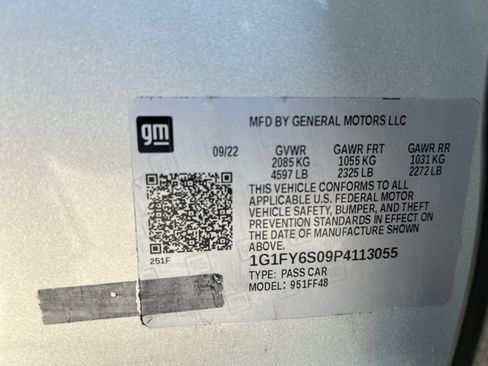 gm
MFD BY GENERAL MOTORS LLC
09/22 GVWR GAWR FRT GAWR RR
2085 KG 1055 KG 1031 KG
4597 LB 2325 LB 2272 LB
THIS VEHICLE CONFORMS TO ALL
APPLICABLE U.S. FEDERAL MOTOR
VEHICLE SAFETY, BUMPER, AND THEFT
PREVENTION STANDARDS IN EFFECT ON
THE DATE OF MANUFACTURE SHOWN
ABOVE.
251F
1G1FY6S09P4113055
TYPE: PASS CAR
MODEL: 951FF48